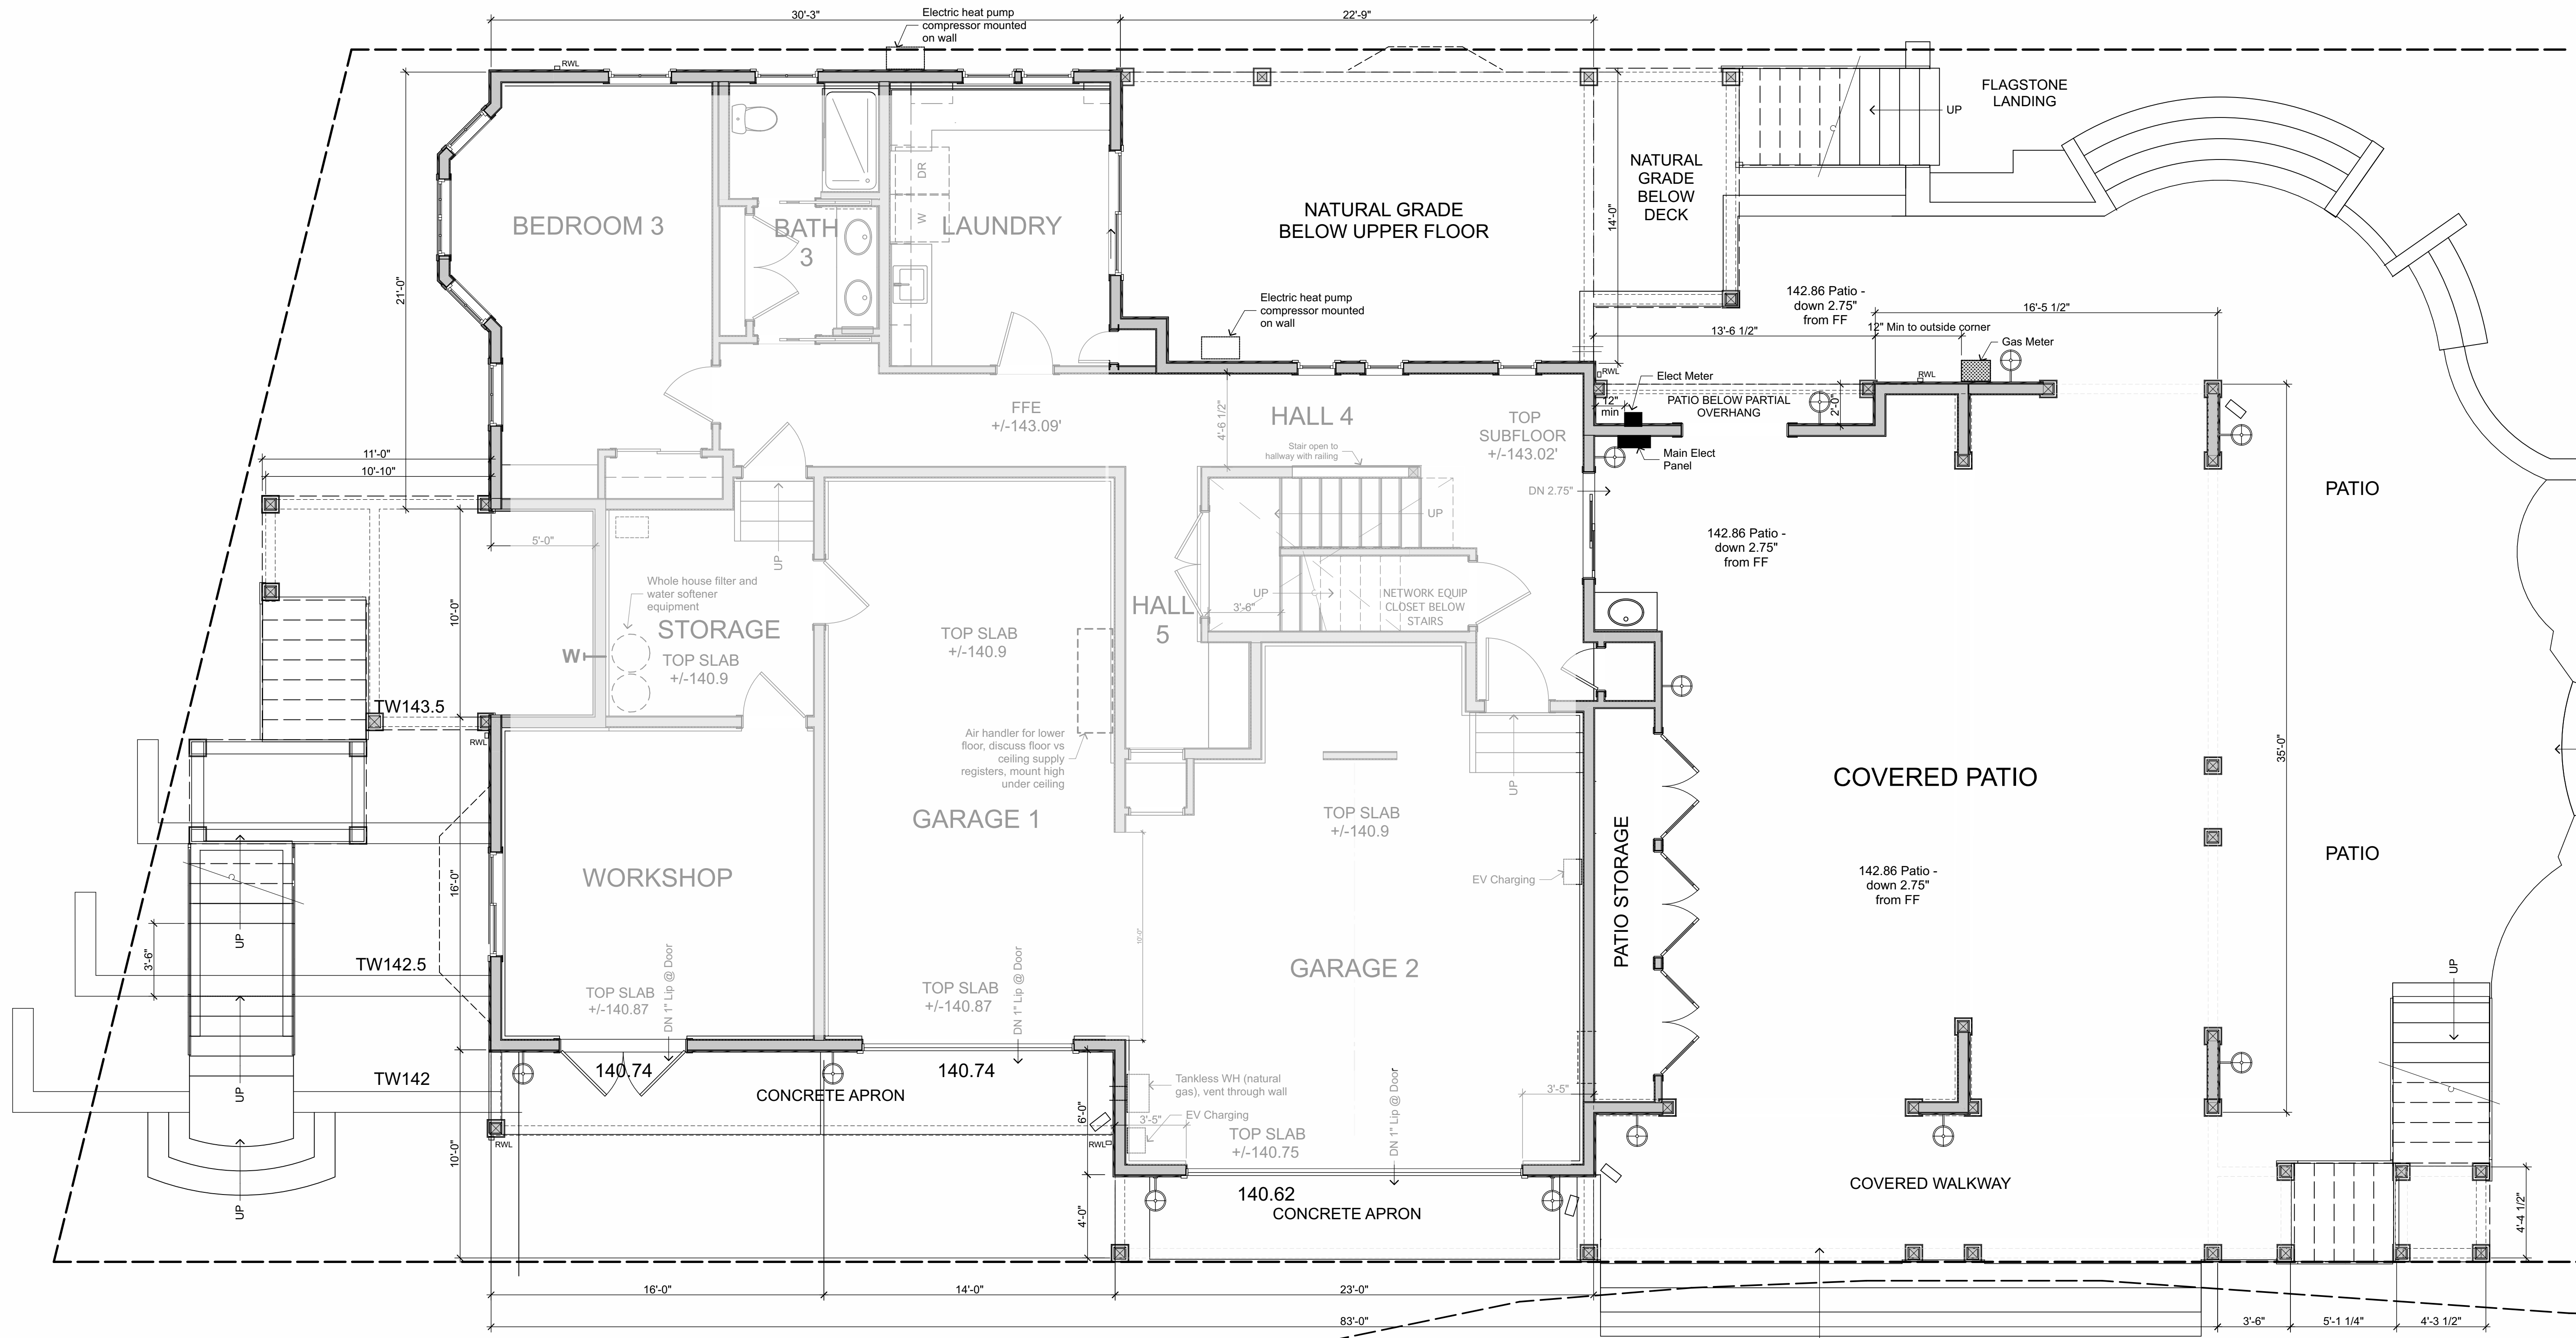 30'-3"
Electric heat pump
compressor mounted
on wall
22'-9"
RWL
FLAGSTONE
LANDING
UP
DR
W
BEDROOM 3
BATH
3
LAUNDRY
NATURAL GRADE
BELOW UPPER FLOOR
14'-0"
NATURAL
GRADE
BELOW
DECK
21'-0"
Electric heat pump
compressor mounted
on wall
142.86 Patio -
down 2.75"
from FF
16'-5 1/2"
13'-6 1/2"
12" Min to outside corner
Gas Meter
RWL
Elect Meter
RWL
12"
min
PATIO BELOW PARTIAL
OVERHANG
2'-0"
FFE
+/-143.09'
4'-6 1/2"
HALL 4
TOP
SUBFLOOR
+/-143.02'
Stair open to
hallway with railing
Main Elect
Panel
11'-0"
10'-10"
DN 2.75"
PATIO
UP
5'-0"
UP
142.86 Patio -
down 2.75"
from FF
Whole house filter and
water softener
equipment
STORAGE
TOP SLAB
+/-140.9
W
10'-0"
TOP SLAB
+/-140.9
HALL
5
UP
3'-6"
NETWORK EQUIP
CLOSET BELOW
STAIRS
TW143.5
RWL
Air handler for lower
floor, discuss floor vs
ceiling supply
registers, mount high
under ceiling
UP
35'-0"
COVERED PATIO
GARAGE 1
TOP SLAB
+/-140.9
PATIO STORAGE
PATIO
WORKSHOP
16'-0"
EV Charging
142.86 Patio -
down 2.75"
from FF
UP
3'-6"
TW142.5
10'-0"
GARAGE 2
UP
TOP SLAB
+/-140.87
DN 1" Lip @ Door
TOP SLAB
+/-140.87
DN 1" Lip @ Door
TW142
UP
140.74
140.74
CONCRETE APRON
Tankless WH (natural
gas), vent through wall
3'-5"
6'-0"
3'-5"
EV Charging
TOP SLAB
+/-140.75
DN 1" Lip @ Door
RWL
RWL
10'-0"
UP
140.62
CONCRETE APRON
4'-0"
COVERED WALKWAY
4'-4 1/2"
16'-0"
14'-0"
23'-0"
83'-0"
3'-6"
5'-1 1/4"
4'-3 1/2"